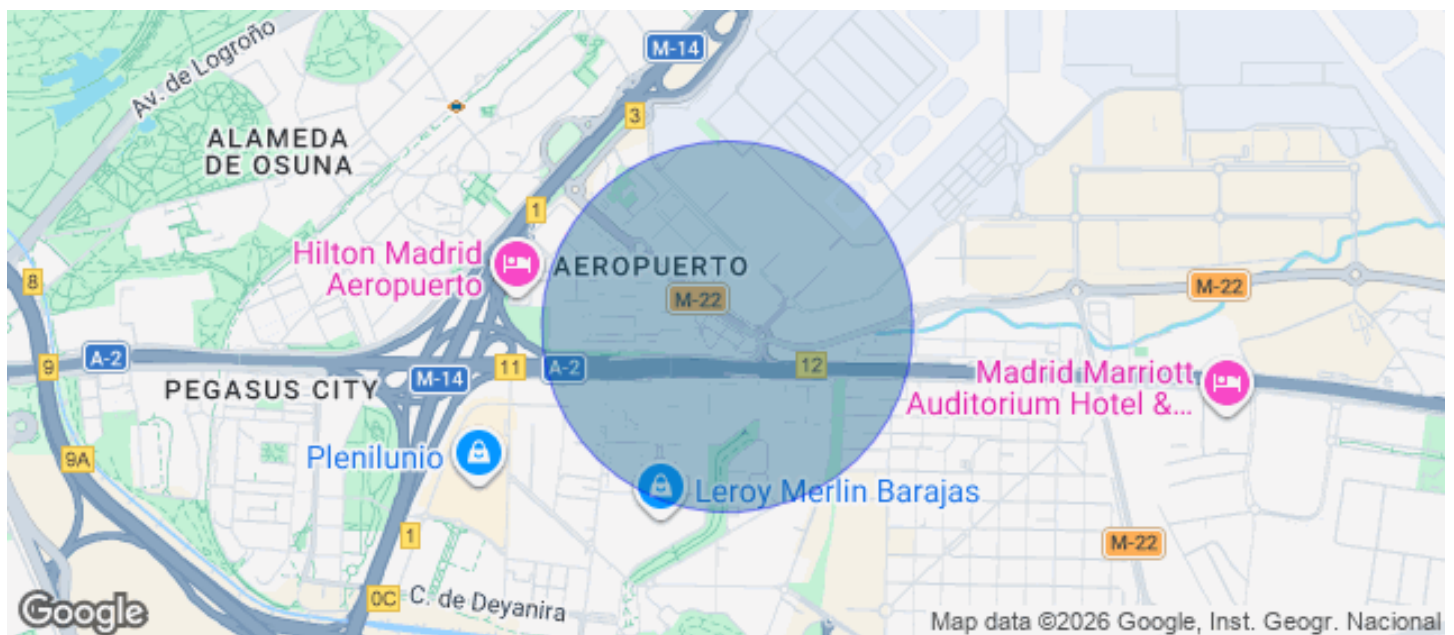 Av. de Logroño
M-14
3
ALAMEDA
DE OSUNA
1
Hilton Madrid
Aeropuerto
AEROPUERTO
8
M-22
M-22
9
A-2
11
A-2
12
M-14
PEGASUS CITY
Madrid Marriott
Auditorium Hotel &...
9A
Plenilunio
Leroy Merlin Barajas
1
M-22
0C
C. de Deyanira
Google
Map data ©2026 Google, Inst. Geogr. Nacional